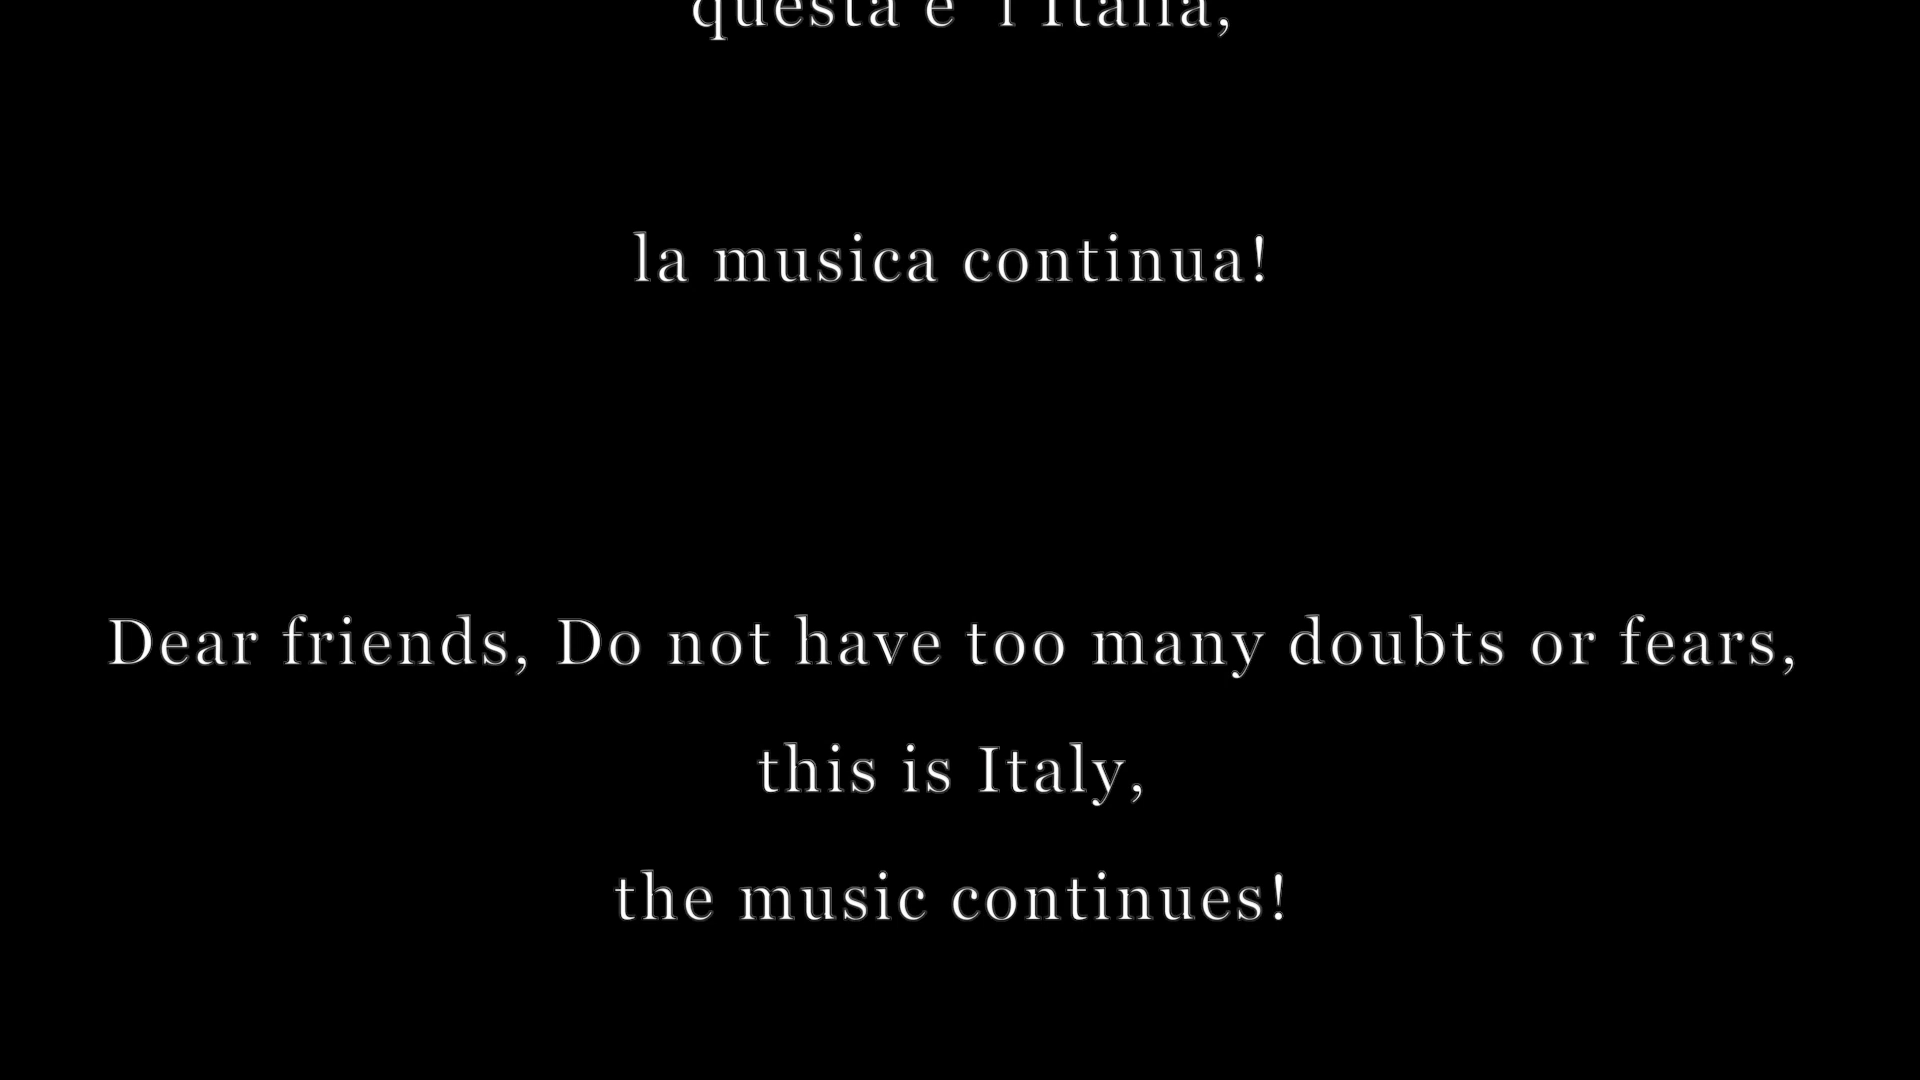 questa e' l'Italia,
la musica continua!
Dear friends, Do not have too many doubts or fears,
this is Italy,
the music continues!